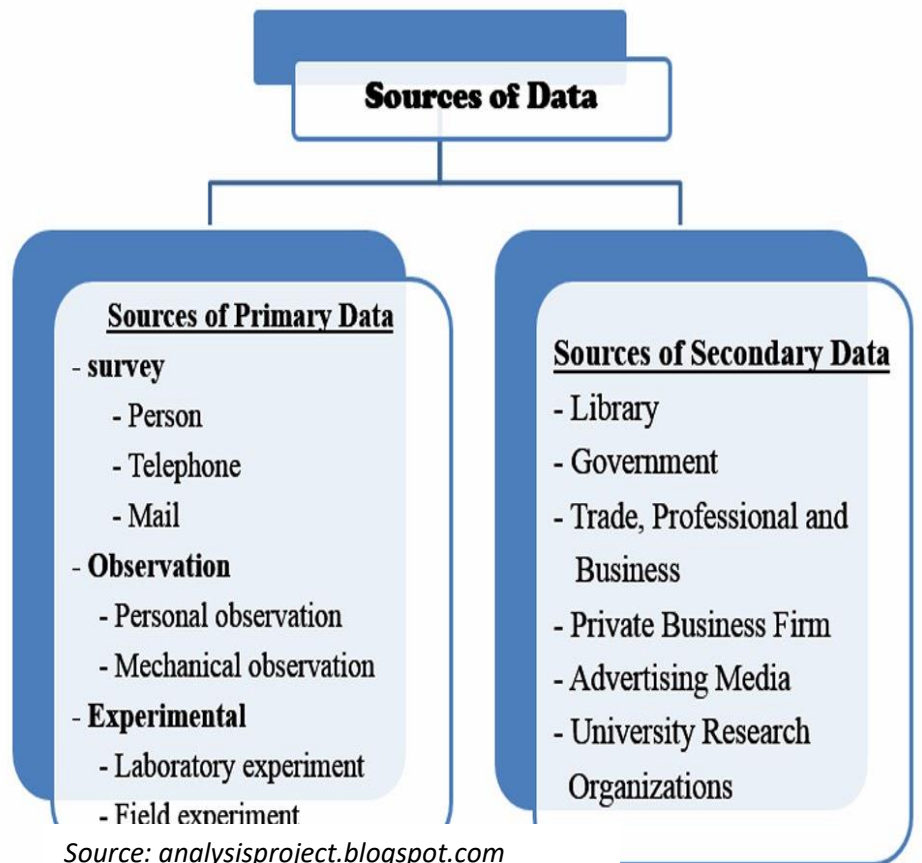 Sources of Data
Sources of Primary Data
- survey
- Person
- Telephone
- Mail
- Observation
- Personal observation
- Mechanical observation
- Experimental
- Laboratory experiment
- Field experiment
Sources of Secondary Data
- Library
- Government
- Trade, Professional and
Business
- Private Business Firm
- Advertising Media
- University Research
Organizations
Source: analysisproject.blogspot.com